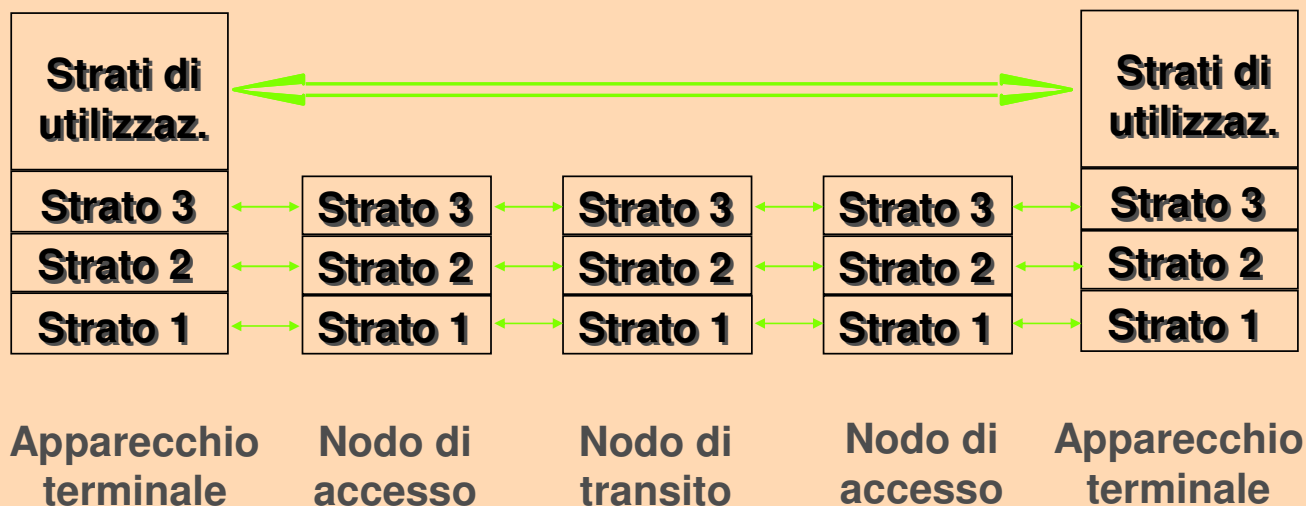 Strati di
utilizzaz.
Strati di
utilizzaz.
Strato 3
Strato 3
Strato 3
Strato 3
Strato 3
Strato 2
Strato 2
Strato 2
Strato 2
Strato 2
Strato 1
Strato 1
Strato 1
Strato 1
Strato 1
Apparecchio
terminale
Nodo di
accesso
Nodo di
transito
Nodo di
accesso
Apparecchio
terminale